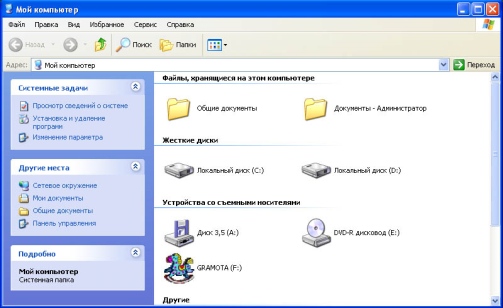 Мой компьютер
Файл Правка Вид Избранное Сервис Справка
Назад Поиск Папки
Адрес: Мой компьютер Переход
Системные задачи
Просмотр сведений о системе
Установка и удаление
программ
Изменение параметра
Другие места
Сетевое окружение
Мои документы
Общие документы
Панель управления
Подробно
Мой компьютер
Системная папка
Файлы, хранящиеся на этом компьютере
Общие документы Документы - Администратор
Жесткие диски
Локальный диск (C:) Локальный диск (D:)
Устройства со съемными носителями
Диск 3,5 (A:) DVD-R дисковод (E:)
GRAMOTA (F:)
Другие